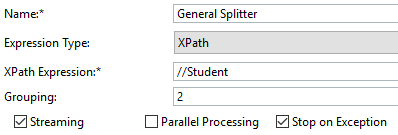 Name:* General Splitter
Expression Type: XPath
XPath Expression:* //Student
Grouping: 2
Streaming Parallel Processing Stop on Exception